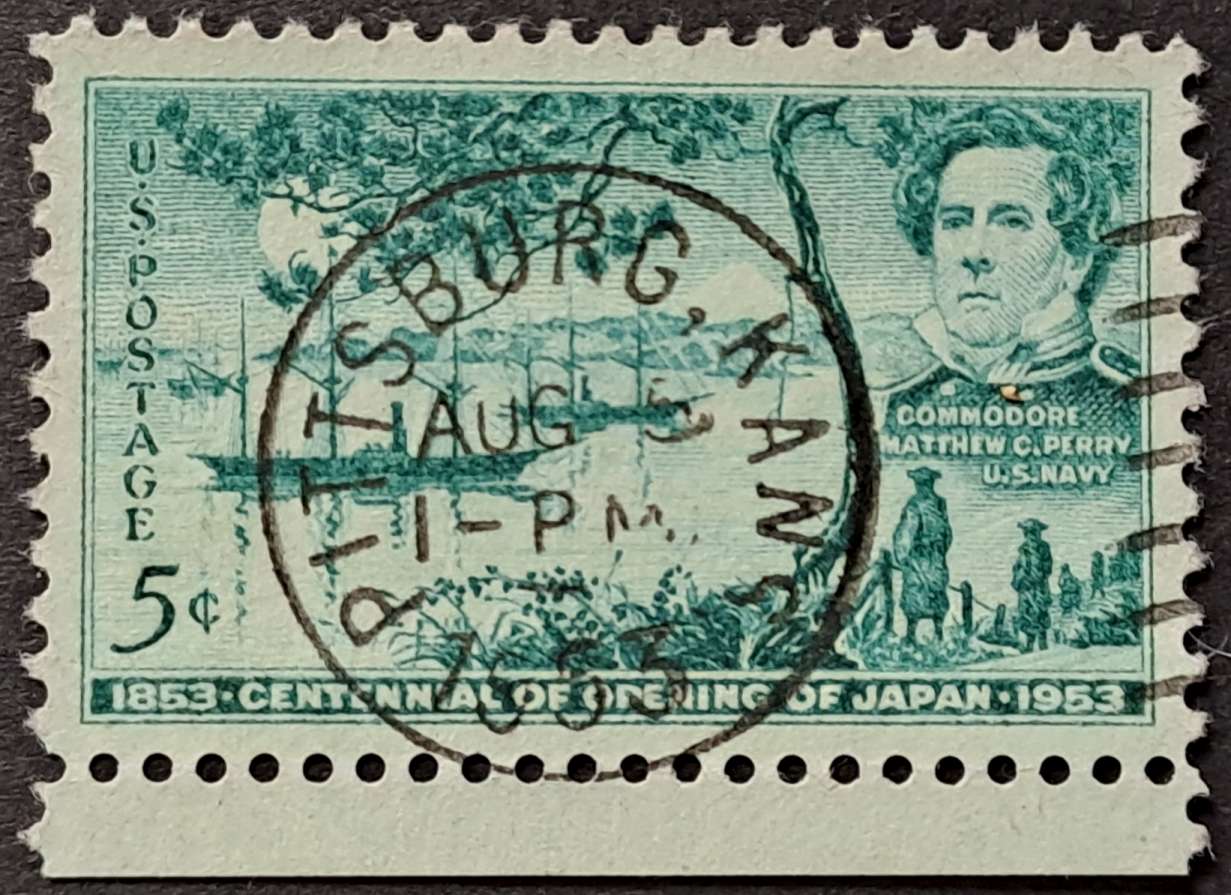 U.S. POSTAGE
5¢
COMMODORE
MATTHEW C. PERRY
U.S. NAVY
1853 · CENTENNIAL OF OPENING OF JAPAN · 1953
PITTSBURG, KANS
AUG 5
1-PM